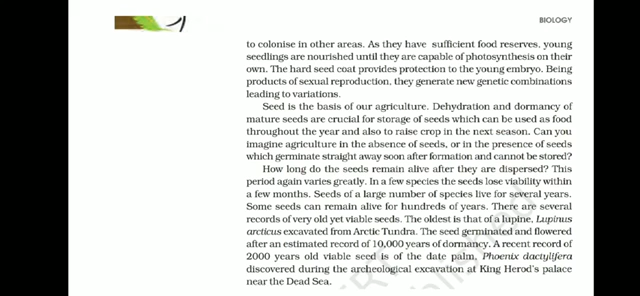 BIOLOGY
to colonise in other areas. As they have sufficient food reserves, young
seedlings are nourished until they are capable of photosynthesis on their
own. The hard seed coat provides protection to the young embryo. Being
products of sexual reproduction, they generate new genetic combinations
leading to variations.
Seed is the basis of our agriculture. Dehydration and dormancy of
mature seeds are crucial for storage of seeds which can be used as food
throughout the year and also to raise crop in the next season. Can you
imagine agriculture in the absence of seeds, or in the presence of seeds
which germinate straight away soon after formation and cannot be stored?
How long do the seeds remain alive after they are dispersed? This
period again varies greatly. In a few species the seeds lose viability within
a few months. Seeds of a large number of species live for several years.
Some seeds can remain alive for hundreds of years. There are several
records of very old yet viable seeds. The oldest is that of a lupine, Lupinus
arcticus excavated from Arctic Tundra. The seed germinated and flowered
after an estimated record of 10,000 years of dormancy. A recent record of
2000 years old viable seed is of the date palm, Phoenix dactylifera
discovered during the archeological excavation at King Herod's palace
near the Dead Sea.